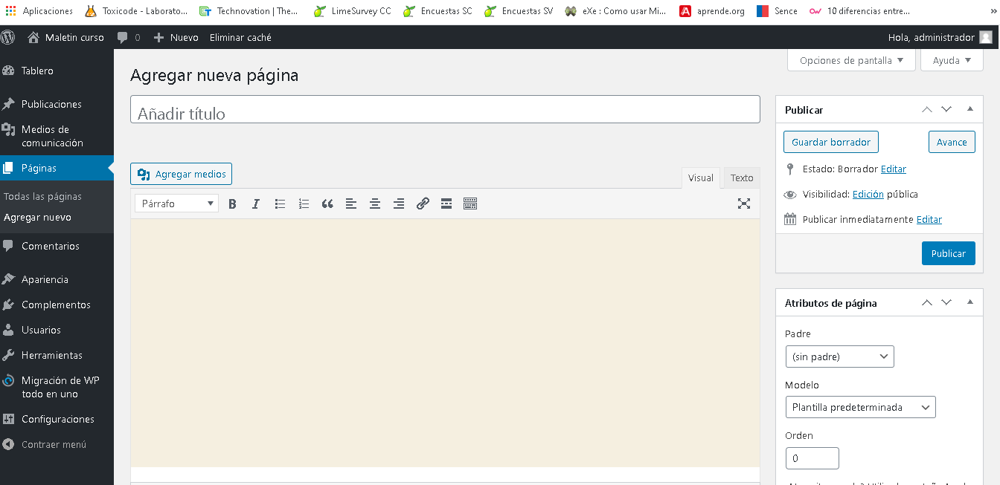 Aplicaciones Toxicode - Laborato... Technovation | The... LimeSurvey CC Encuestas SC Encuestas SV eXe : Como usar Mi... aprende.org Sence 10 diferencias entre... »
Maletin curso 0 Nuevo Eliminar caché Hola, administrador
Opciones de pantalla Ayuda
Tablero
Publicaciones
Medios de
comunicación
Páginas
Todas las páginas
Agregar nuevo
Comentarios
Apariencia
Complementos
Usuarios
Herramientas
Migración de WP
todo en uno
Configuraciones
Contraer menú
Agregar nueva página
Añadir título
Agregar medios
Visual Texto
Párrafo
Publicar
Guardar borrador Avance
Estado: Borrador Editar
Visibilidad: Edición pública
Publicar inmediatamente Editar
Publicar
Atributos de página
Padre
(sin padre)
Modelo
Plantilla predeterminada
Orden
0